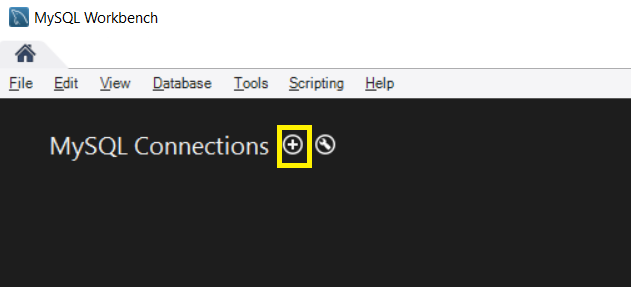 MySQL Workbench
File Edit View Database Tools Scripting Help
MySQL Connections